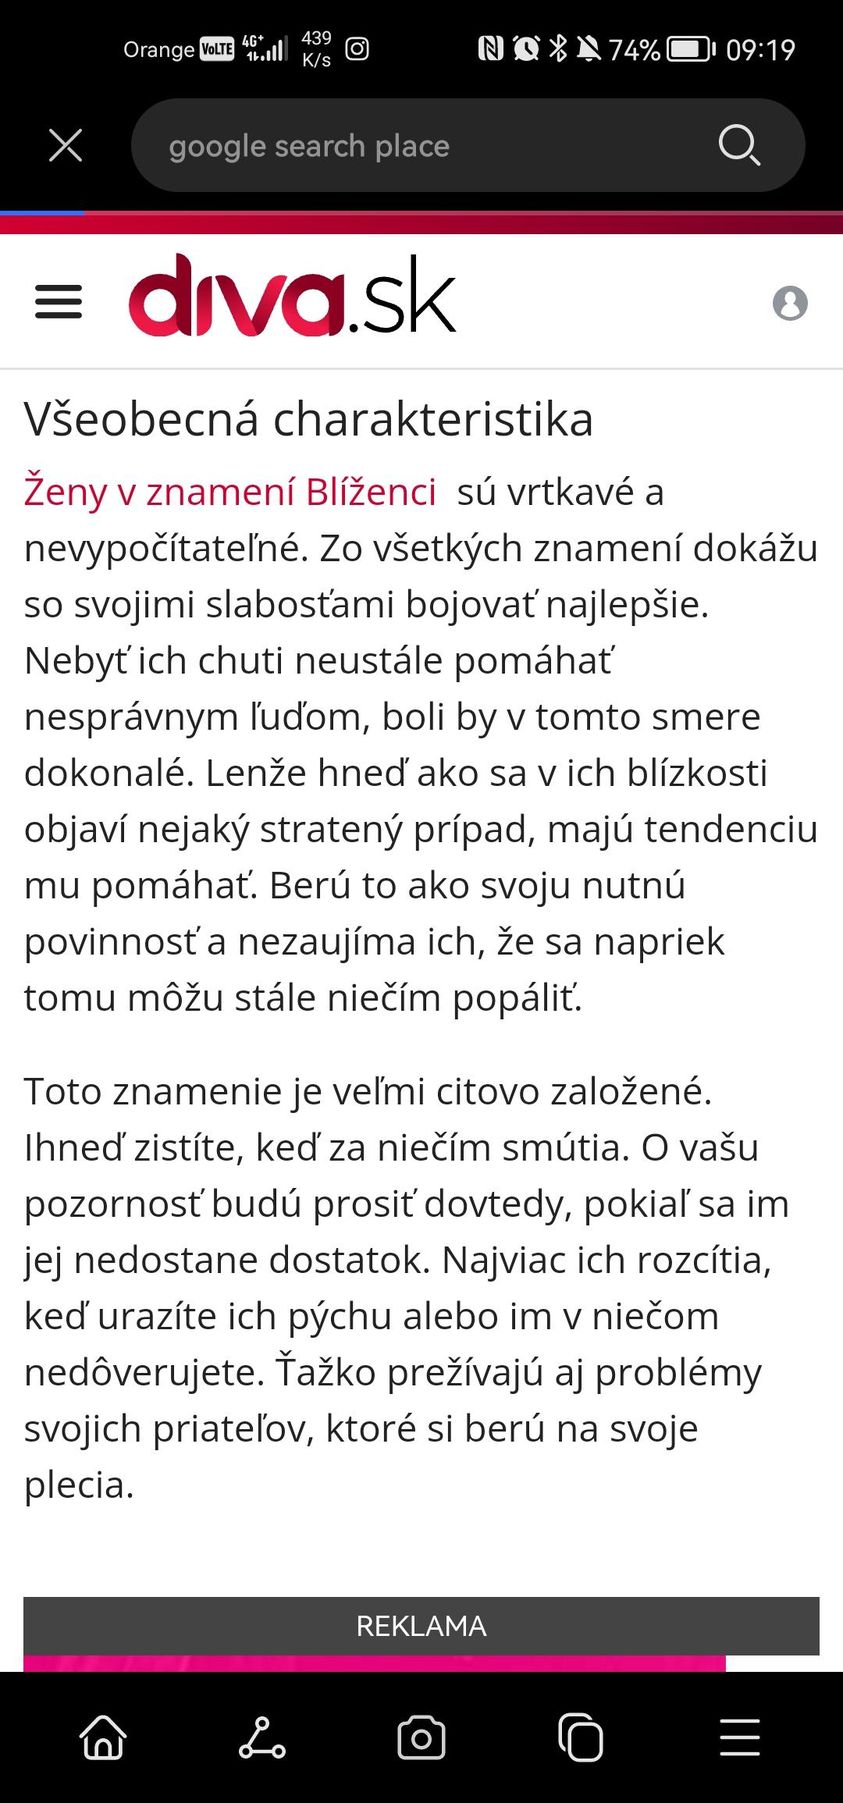 Orange VoLTE 4G+ 439 K/s 74% 09:19
google search place
diva.sk
Všeobecná charakteristika
Ženy v znamení Blíženci sú vrtkavé a
nevypočítateľné. Zo všetkých znamení dokážu
so svojimi slabosťami bojovať najlepšie.
Nebyť ich chuti neustále pomáhať
nesprávnym ľuďom, boli by v tomto smere
dokonalé. Lenže hneď ako sa v ich blízkosti
objaví nejaký stratený prípad, majú tendenciu
mu pomáhať. Berú to ako svoju nutnú
povinnosť a nezaujíma ich, že sa napriek
tomu môžu stále niečím popáliť.
Toto znamenie je veľmi citovo založené.
Ihneď zistíte, keď za niečím smútia. O vašu
pozornosť budú prosiť dovtedy, pokiaľ sa im
jej nedostane dostatok. Najviac ich rozcítia,
keď urazíte ich pýchu alebo im v niečom
nedôverujete. Ťažko prežívajú aj problémy
svojich priateľov, ktoré si berú na svoje
plecia.
REKLAMA